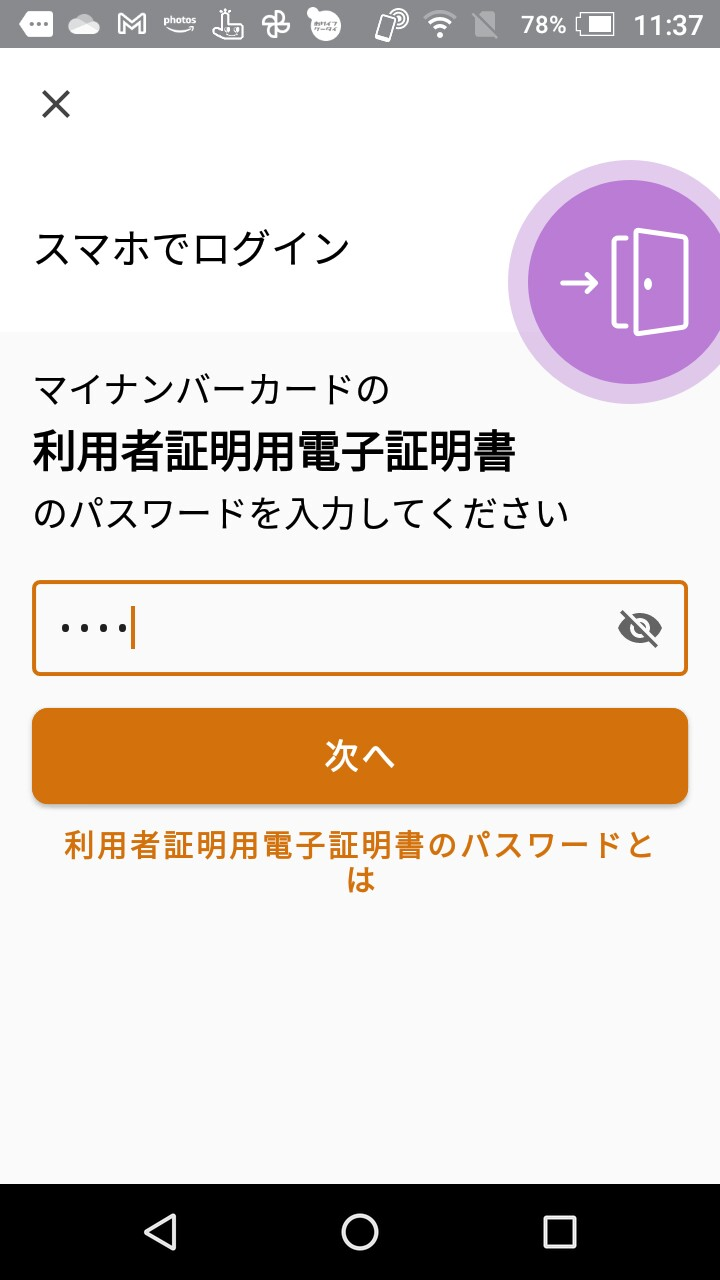 photos
78%
11:37
スマホでログイン
マイナンバーカードの
利用者証明用電子証明書
のパスワードを入力してください
••••
次へ
利用者証明用電子証明書のパスワードと
は